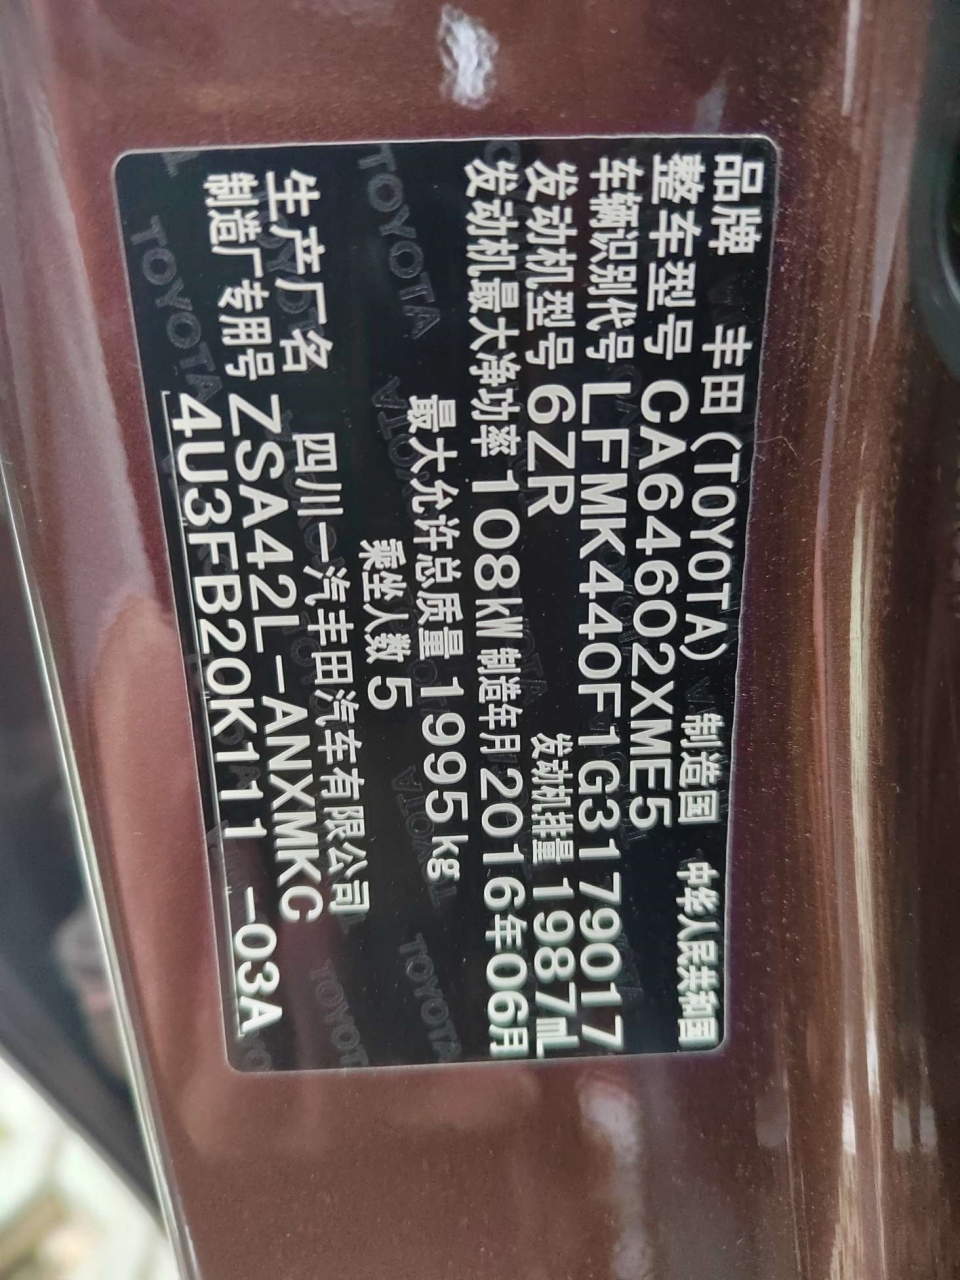 品牌 丰田(TOYOTA) 制造国 中华人民共和国
整车型号 CA64602XME5
车辆识别代号 LFMK440F1G3179017
发动机型号 6ZR 发动机排量 1987mL
发动机最大净功率 108kW 制造年月 2016年06月
最大允许总质量 1995kg
乘坐人数 5
生产厂名 四川一汽丰田汽车有限公司
制造厂专用号 ZSA42L-ANXMKC
4U3FB20K111 -03A